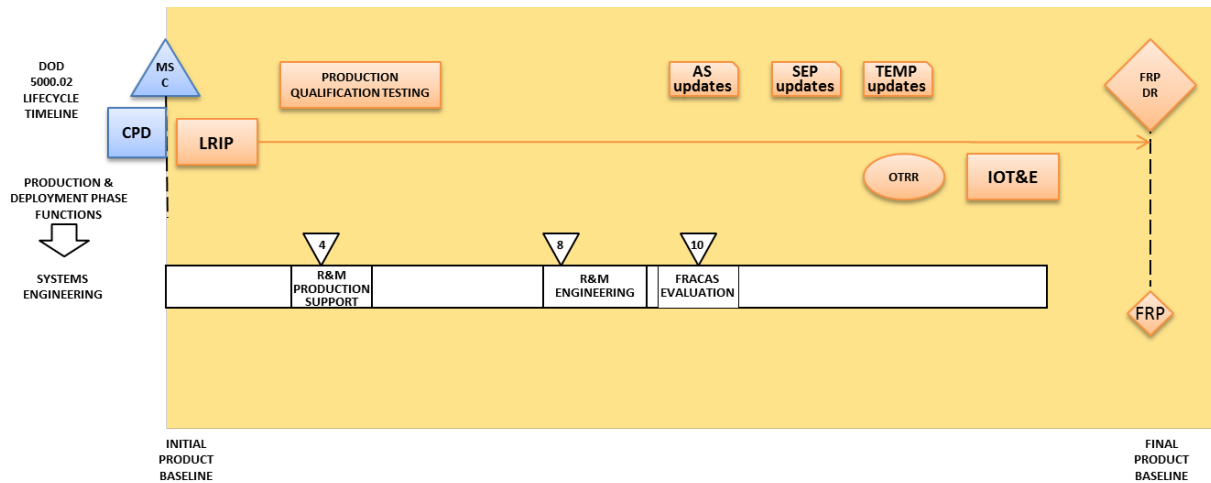 DOD
5000.02
LIFECYCLE
TIMELINE
MS
C
CPD
LRIP
PRODUCTION
QUALIFICATION TESTING
AS
updates
SEP
updates
TEMP
updates
FRP
DR
OTRR
IOT&E
PRODUCTION &
DEPLOYMENT PHASE
FUNCTIONS
SYSTEMS
ENGINEERING
4
R&M
PRODUCTION
SUPPORT
8
R&M
ENGINEERING
10
FRACAS
EVALUATION
FRP
INITIAL
PRODUCT
BASELINE
FINAL
PRODUCT
BASELINE